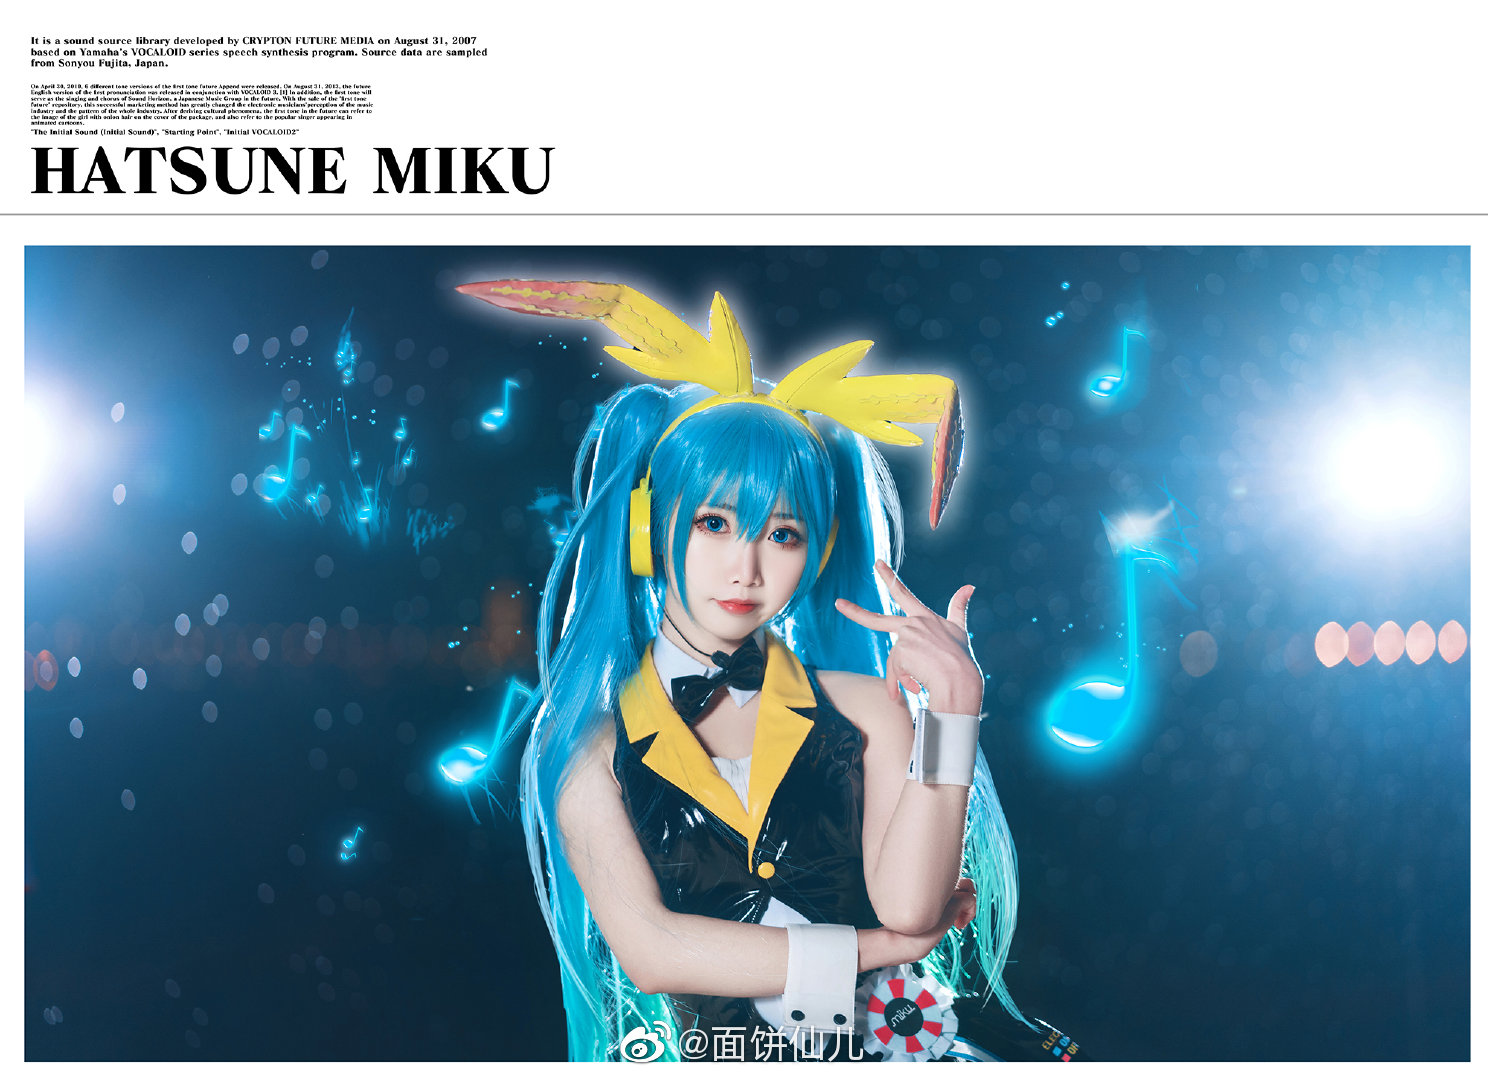 It is a sound source library developed by CRYPTON FUTURE MEDIA on August 31, 2007
based on Yamaha's VOCALOID series speech synthesis program. Source data are sampled
from Sonyou Fujita, Japan.
On April 30, 2010, 6 different tone versions of the first tone future Append were released. On August 31, 2013, the future
English version of the first pronunciation was released in conjunction with VOCALOID 3. [1] In addition, the first tone will
serve as the singing and chorus of Sound Horizon, a Japanese Music Group in the future. With the sale of the "first tone
future" repository, this successful marketing method has greatly changed the electronic musicians' perception of the music
industry and the pattern of the whole industry. After deriving cultural phenomena, the first tone in the future can refer to
the image of the girl with onion hair on the cover of the package, and also refer to the popular singer appearing in
animated cartoons.
"The Initial Sound (Initial Sound)", "Starting Point", "Initial VOCALOID2"
HATSUNE MIKU
miku
@面饼仙儿